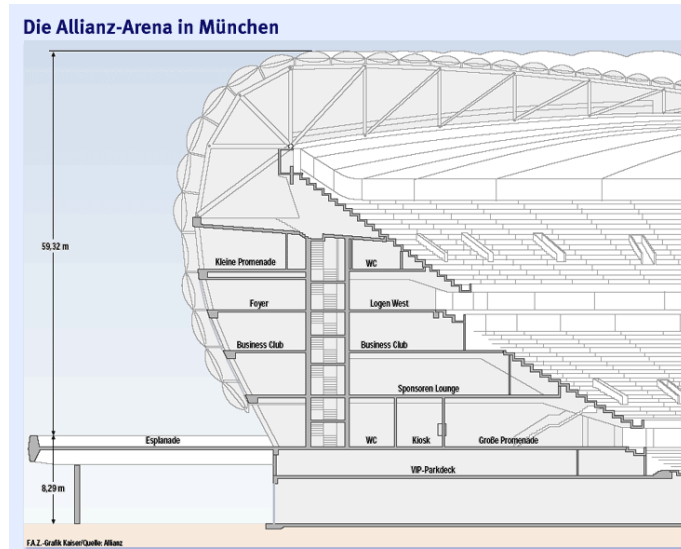 Die Allianz-Arena in München
59,32 m
Kleine Promenade
WC
Foyer
Logen West
Business Club
Business Club
Sponsoren Lounge
Esplanade
WC
Kiosk
Große Promenade
VIP-Parkdeck
8,29 m
F.A.Z.-Grafik Kaiser/Quelle: Allianz